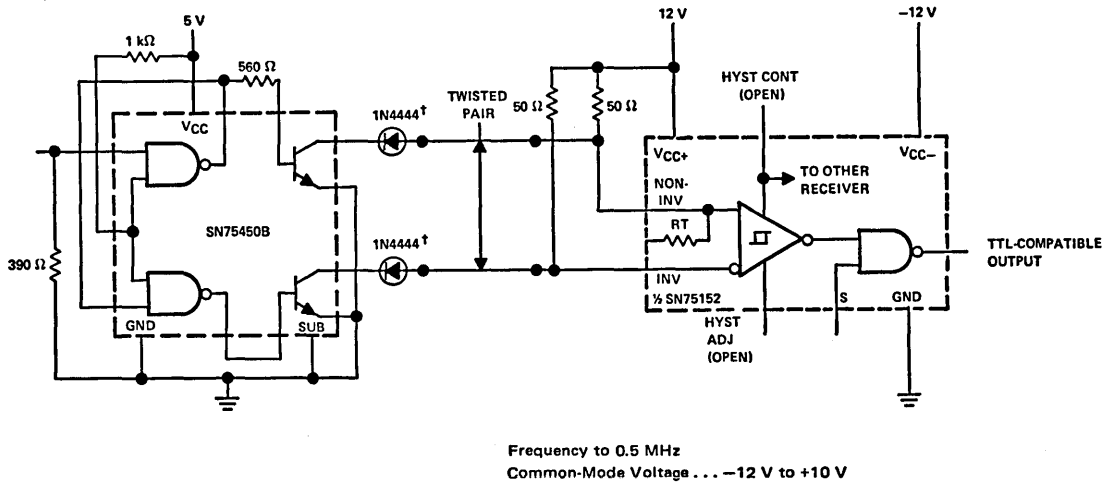 5 V
12 V
−12 V
1 kΩ
560 Ω
HYST CONT
(OPEN)
TWISTED
PAIR
50 Ω
50 Ω
1N4444†
VCC
VCC+
VCC−
TO OTHER
RECEIVER
NON-
INV
RT
SN75450B
390 Ω
1N4444†
TTL-COMPATIBLE
OUTPUT
INV
½ SN75152
S
GND
GND
SUB
HYST
ADJ
(OPEN)
Frequency to 0.5 MHz
Common-Mode Voltage . . . −12 V to +10 V